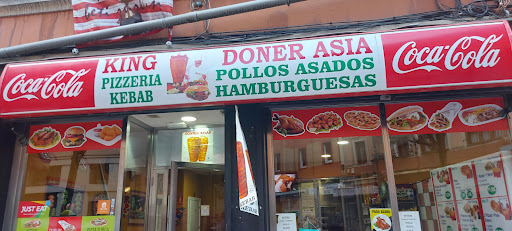 Coca-Cola
KING
PIZZERIA
KEBAB
DONER ASIA
POLLOS ASADOS
HAMBURGUESAS
Coca-Cola
JUST EAT